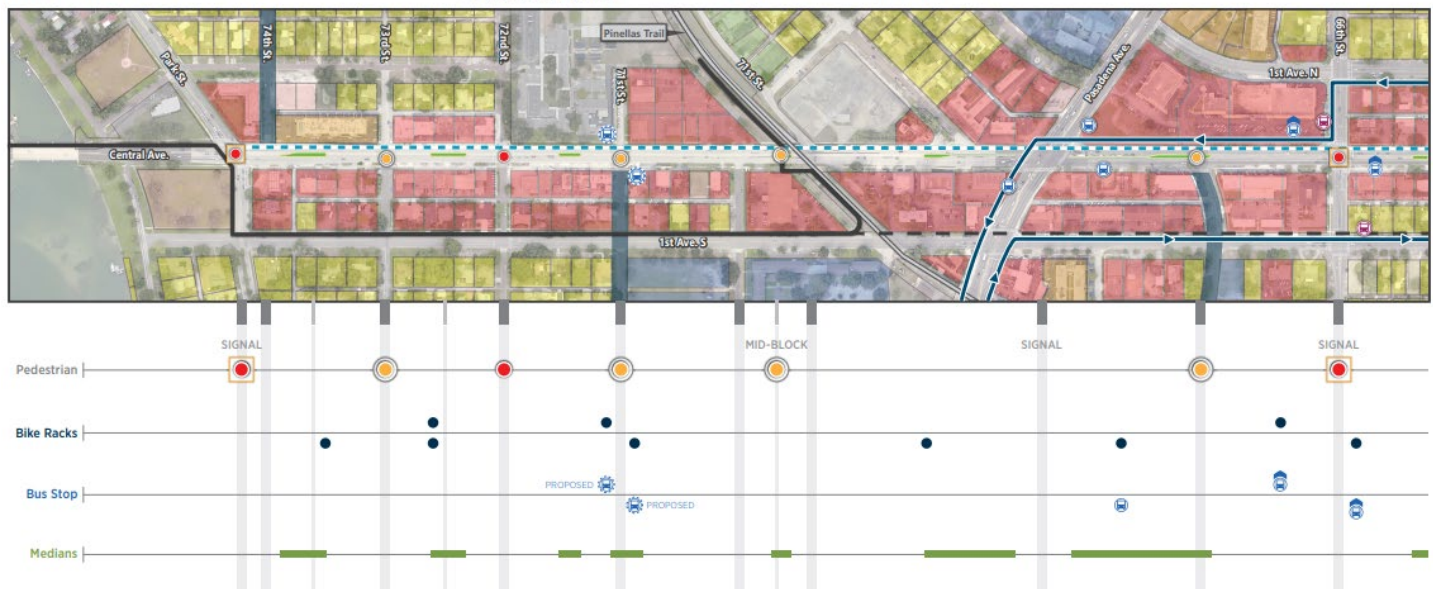 Park St.
74th St.
73rd St.
72nd St.
Pinellas Trail
71st St.
71st St.
Pasadena Ave.
66th St.
1st Ave. N
Central Ave.
1st Ave. S
SIGNAL
MID-BLOCK
SIGNAL
SIGNAL
Pedestrian
Bike Racks
Bus Stop
PROPOSED
PROPOSED
Medians